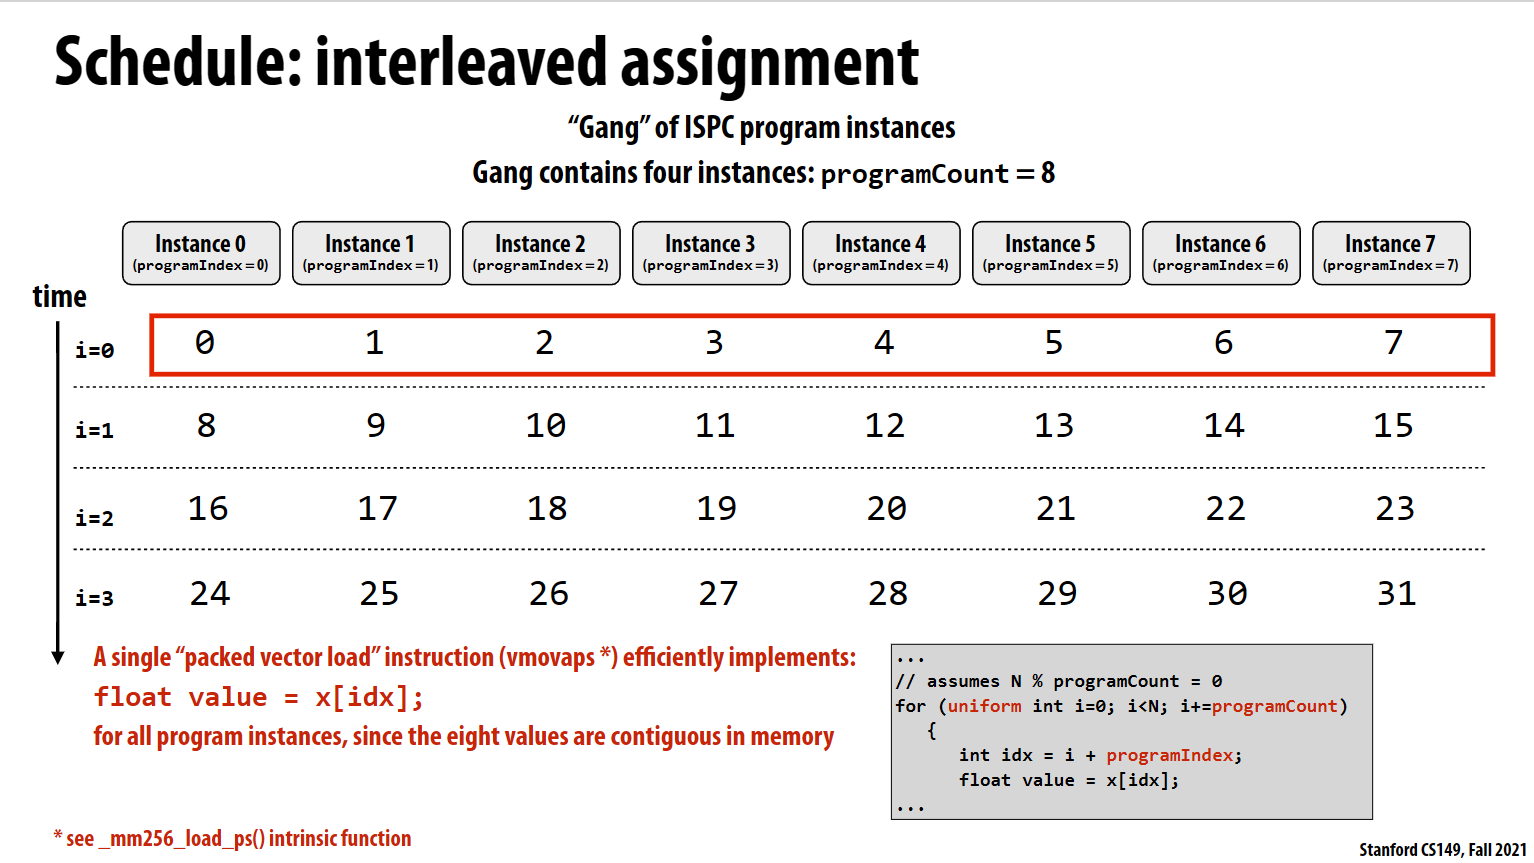 Schedule: interleaved assignment
“Gang” of ISPC program instances
Gang contains four instances: programCount = 8
Instance 0 Instance 1 Instance 2 Instance 3 Instance 4 Instance 5 Instance 6 Instance 7
(programIndex=0) (programIndex=1) (programIndex=2) (programIndex=3) (programIndex=4) (programIndex=5) (programIndex=6) (programIndex=7)
time
i=0 0 1 2 3 4 5 6 7
i=1 8 9 10 11 12 13 14 15
i=2 16 17 18 19 20 21 22 23
i=3 24 25 26 27 28 29 30 31
A single “packed vector load” instruction (vmovaps *) efficiently implements:
float value = x[idx];
for all program instances, since the eight values are contiguous in memory
...
// assumes N % programCount = 0
for (uniform int i=0; i<N; i+=programCount)
{
int idx = i + programIndex;
float value = x[idx];
...
* see _mm256_load_ps() intrinsic function
Stanford CS149, Fall 2021